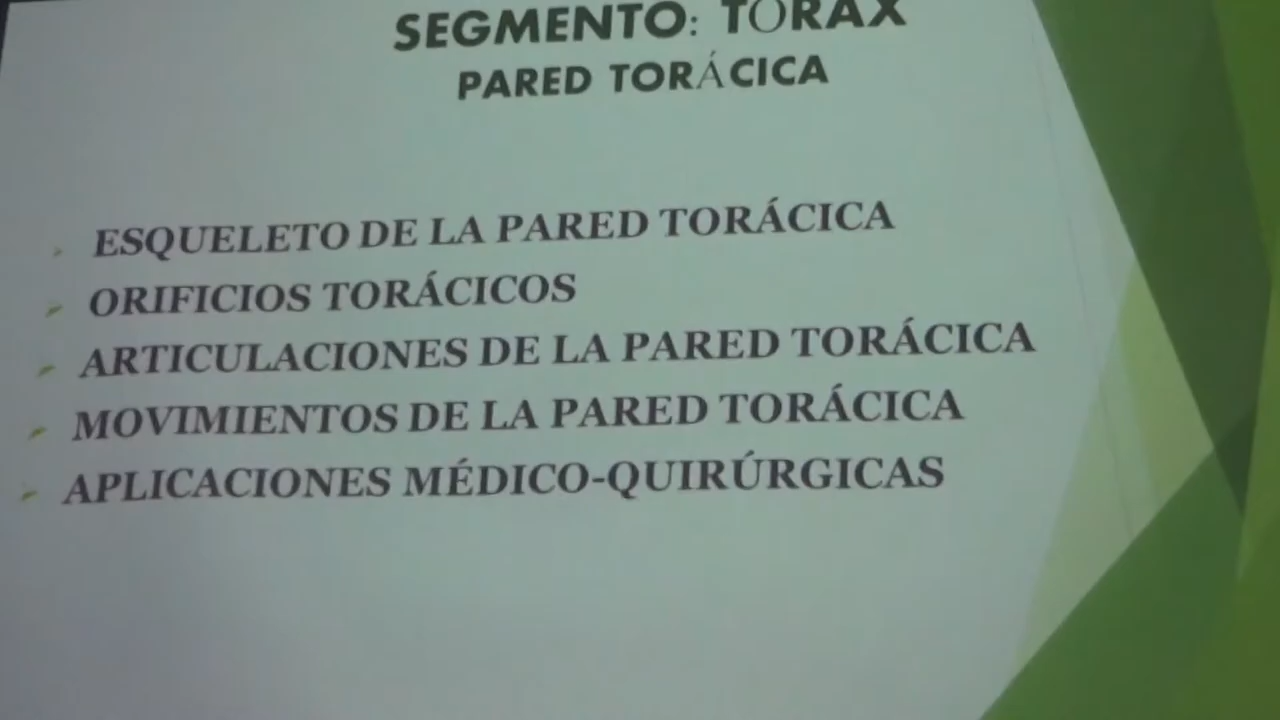 SEGMENTO: TÓRAX
PARED TORÁCICA
ESQUELETO DE LA PARED TORÁCICA
ORIFICIOS TORÁCICOS
ARTICULACIONES DE LA PARED TORÁCICA
MOVIMIENTOS DE LA PARED TORÁCICA
APLICACIONES MÉDICO-QUIRÚRGICAS